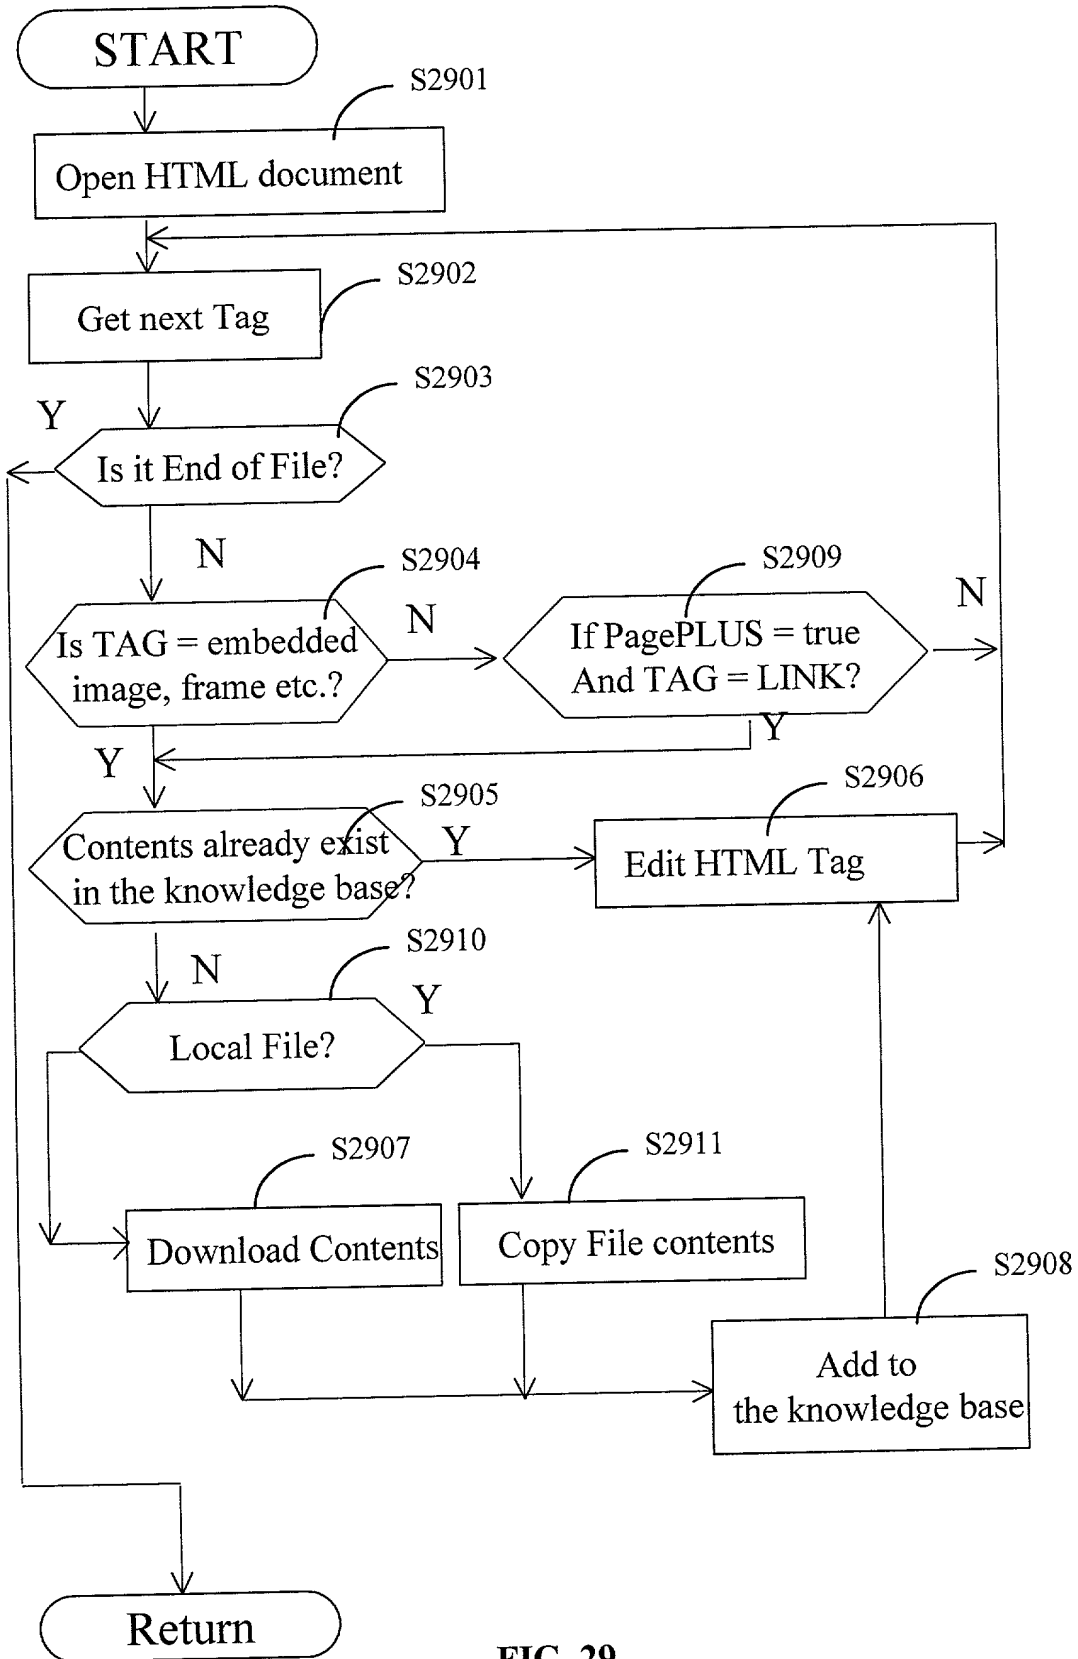 START
S2901
Open HTML document
S2902
Get next Tag
S2903
Y
Is it End of File?
N
S2904
S2909
N
N
Is TAG = embedded
image, frame etc.?
If PagePLUS = true
And TAG = LINK?
Y
Y
S2905
S2906
Contents already exist
in the knowledge base?
Y
Edit HTML Tag
N
S2910
Y
Local File?
S2907
S2911
Download Contents
Copy File contents
S2908
Add to
the knowledge base
Return
FIG. 29